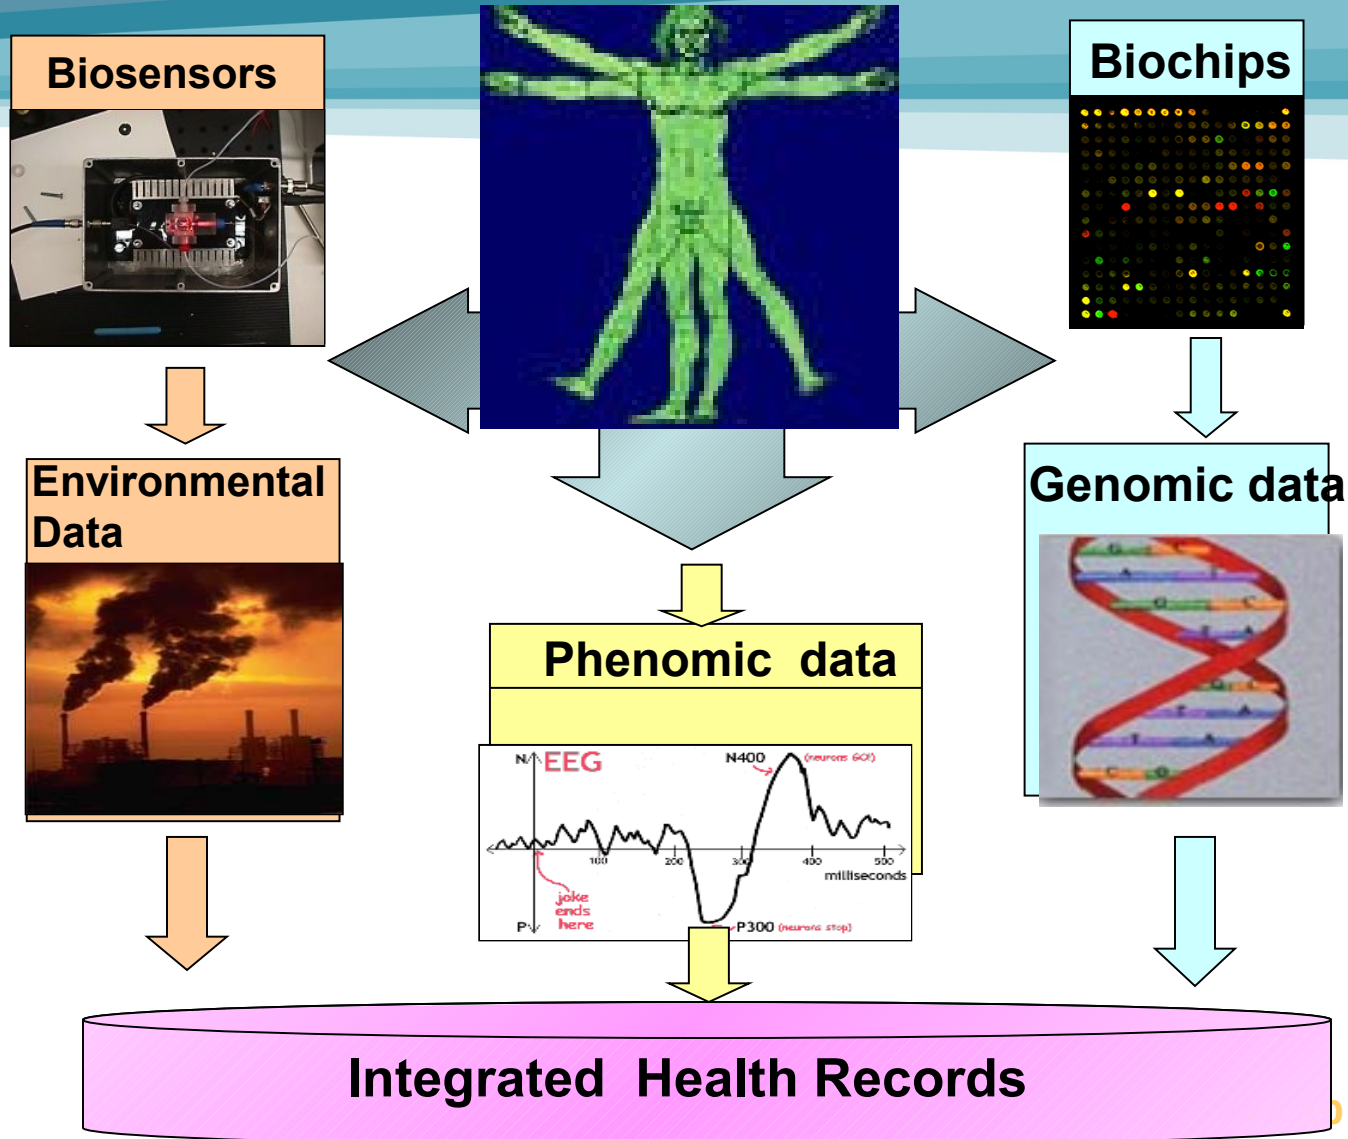 Biosensors
Biochips
Environmental
Data
Genomic data
G C
A T
G C
T A
G C
T A
T A
C G
Phenomic data
N
EEG
N400
(neurons GO!)
100
200
300
400
500
milliseconds
joke
ends
here
P
P300 (neurons stop)
Integrated Health Records